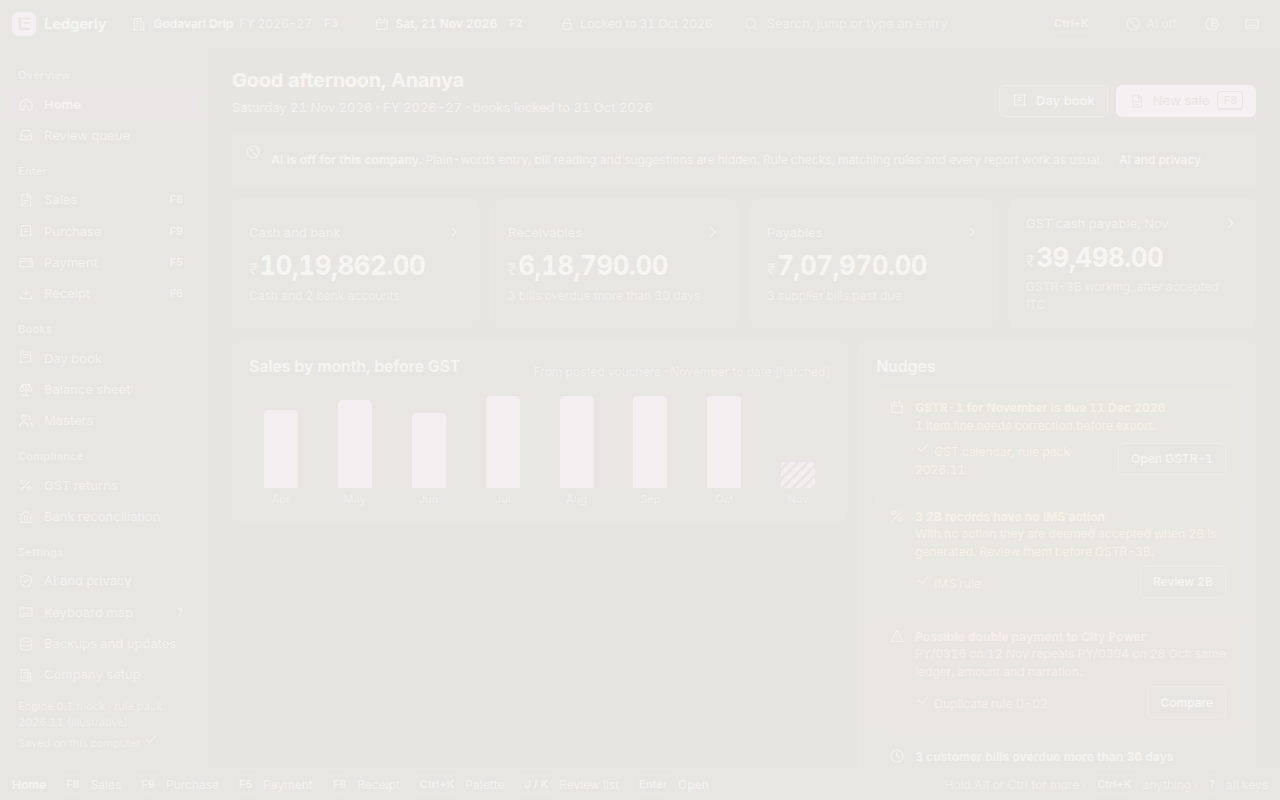 Ledgerly
Godavari Drip FY 2026-27 F3
Sat, 21 Nov 2026 F2
Locked to 31 Oct 2026
Search, jump or type an entry Ctrl+K
AI off
Overview
Home
Review queue
Enter
Sales F8
Purchase F9
Payment F5
Receipt F6
Books
Day book
Balance sheet
Masters
Compliance
GST returns
Bank reconciliation
Settings
AI and privacy
Keyboard map ?
Backups and updates
Company setup
Engine 0.1 mock · rule pack
2026.11 (illustrative)
Saved on this computer
Good afternoon, Ananya
Saturday 21 Nov 2026 · FY 2026-27 · books locked to 31 Oct 2026
Day book
New sale F8
AI is off for this company. Plain-words entry, bill reading and suggestions are hidden. Rule checks, matching rules and every report work as usual. AI and privacy
Cash and bank
₹10,19,862.00
Cash and 2 bank accounts
Receivables
₹6,18,790.00
3 bills overdue more than 30 days
Payables
₹7,07,970.00
3 supplier bills past due
GST cash payable, Nov
₹39,498.00
GSTR-3B working, after accepted
ITC
Sales by month, before GST
From posted vouchers · November to date (hatched)
Apr May Jun Jul Aug Sep Oct Nov
Nudges
GSTR-1 for November is due 11 Dec 2026
1 item line needs correction before export.
GST calendar, rule pack
2026.11
Open GSTR-1
3 2B records have no IMS action
With no action they are deemed accepted when 2B is
generated. Review them before GSTR-3B.
IMS rule
Review 2B
Possible double payment to City Power
PY/0316 on 12 Nov repeats PY/0304 on 29 Oct: same
ledger, amount and narration.
Duplicate rule D-02
Compare
3 customer bills overdue more than 30 days
Home F8 Sales F9 Purchase F5 Payment F6 Receipt Ctrl+K Palette J / K Review list Enter Open
Hold Alt or Ctrl for more Ctrl+K anything ? all keys